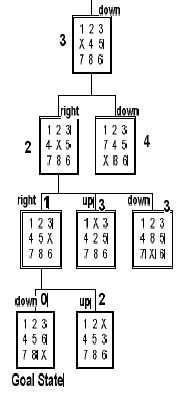 down
3
1 2 3
X 4 5
7 8 6
right
down
2
1 2 3
4 X 5
7 8 6
1 2 3
7 4 5
X 8 6
4
right
1
up
3
down
3
1 2 3
4 5 X
7 8 6
1 X 3
4 2 5
7 8 6
1 2 3
4 8 5
7 X 6
down
0
up
2
1 2 3
4 5 6
7 8 X
1 2 X
4 5 3
7 8 6
Goal State